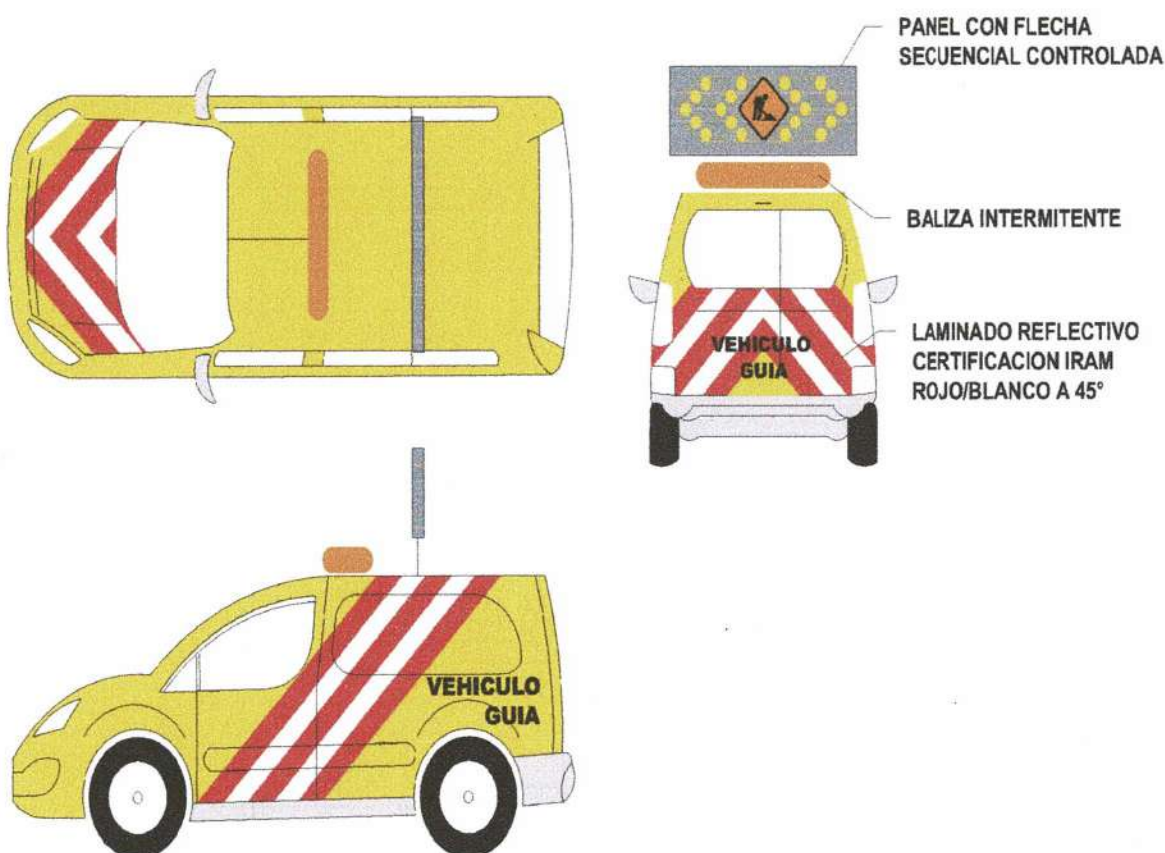 PANEL CON FLECHA
SECUENCIAL CONTROLADA
BALIZA INTERMITENTE
LAMINADO REFLECTIVO
CERTIFICACION IRAM
ROJO/BLANCO A 45°
VEHICULO
GUIA
VEHICULO
GUIA